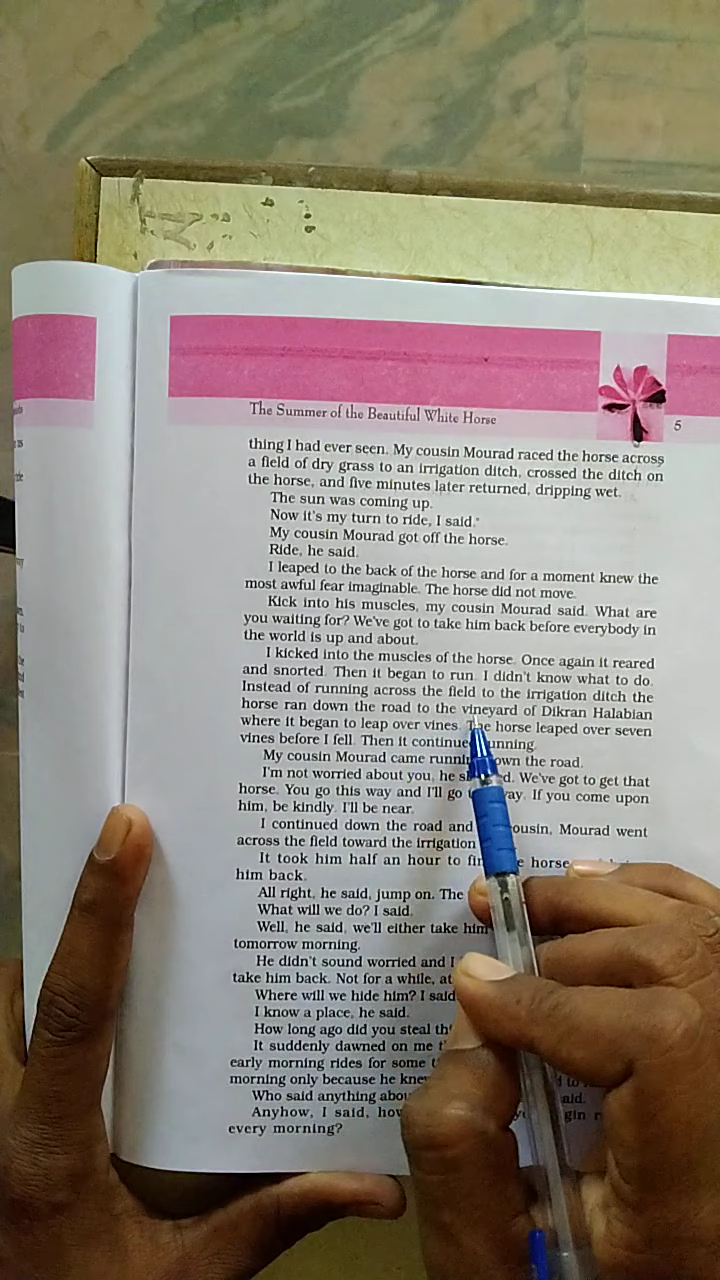 The Summer of the Beautiful White Horse
5
thing I had ever seen. My cousin Mourad raced the horse across
a field of dry grass to an irrigation ditch, crossed the ditch on
the horse, and five minutes later returned, dripping wet.
The sun was coming up.
Now it's my turn to ride, I said.
My cousin Mourad got off the horse.
Ride, he said.
I leaped to the back of the horse and for a moment knew the
most awful fear imaginable. The horse did not move.
Kick into his muscles, my cousin Mourad said. What are
you waiting for? We've got to take him back before everybody in
the world is up and about.
I kicked into the muscles of the horse. Once again it reared
and snorted. Then it began to run. I didn't know what to do.
Instead of running across the field to the irrigation ditch the
horse ran down the road to the vineyard of Dikran Halabian
where it began to leap over vines. The horse leaped over seven
vines before I fell. Then it continued running.
My cousin Mourad came running down the road.
I'm not worried about you, he We've got to get that
horse. You go this way and I'll go way. If you come upon
him, be kindly. I'll be near.
I continued down the road and cousin, Mourad went
across the field toward the irrigation
It took him half an hour to horse
him back.
All right, he said, jump on. The
What will we do? I said.
Well, he said, we'll either take him
tomorrow morning.
He didn't sound worried and I
take him back. Not for a while, at
Where will we hide him? I said
I know a place, he said.
How long ago did you steal
It suddenly dawned on me
early morning rides for some
morning only because he
Who said anything
Anyhow, I said,
every morning?